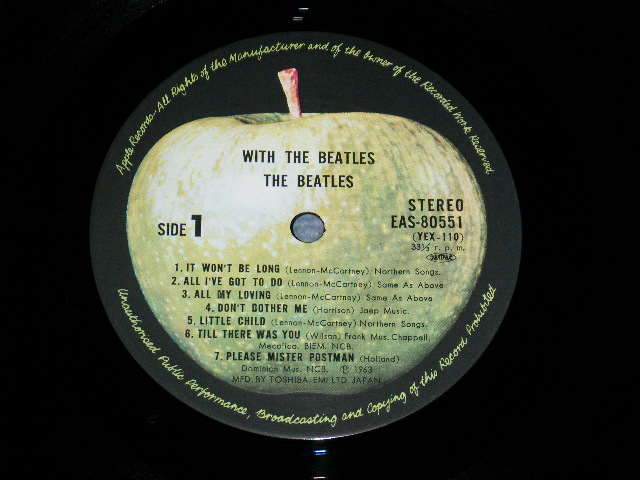 Apple Records-All Rights of the Manufacturer and of the Owner of the Recorded Work Reserved
WITH THE BEATLES
THE BEATLES
SIDE 1
STEREO
EAS-80551
(YEX-110)
33⅓ r. p. m.
1. IT WON'T BE LONG (Lennon-McCartney) Northern Songs.
2. ALL I'VE GOT TO DO (Lennon-McCartney) Same As Above
3. ALL MY LOVING (Lennon-McCartney) Same As Above
4. DON'T BOTHER ME (Harrison) Jaep Music.
5. LITTLE CHILD (Lennon-McCartney) Northern Songs.
6. TILL THERE WAS YOU (Wilson) Frank Mus. Chappell,
Mecolico. BIEM. NCB.
7. PLEASE MISTER POSTMAN (Holland)
Dominion Mus. NCB. ℗ 1963
MFD. BY TOSHIBA-EMI LTD. JAPAN
Unauthorized Public Performance, Broadcasting and Copying of this Record Prohibited